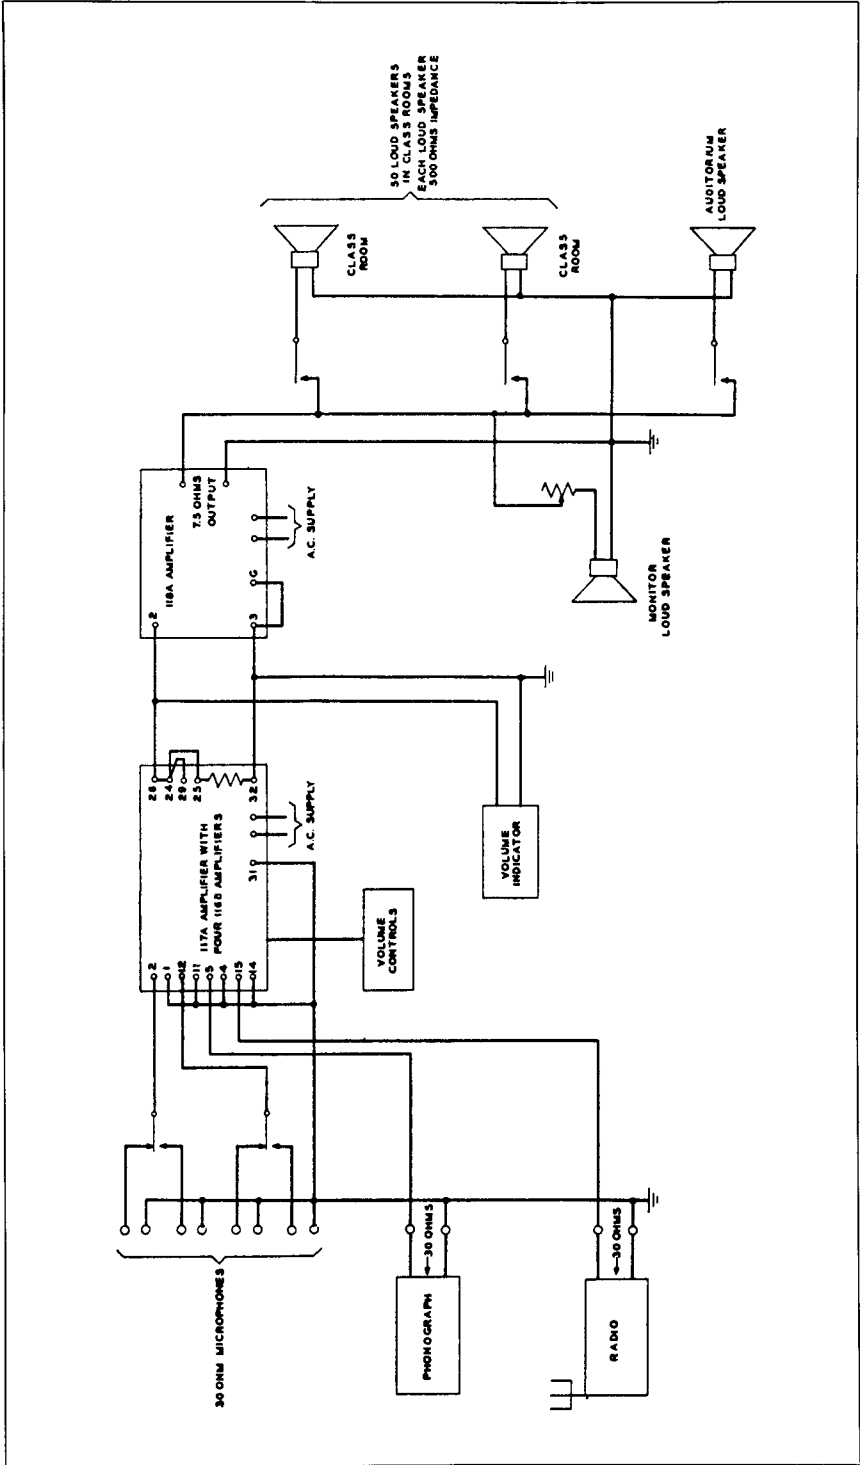 30 OHM MICROPHONES
PHONOGRAPH
30 OHMS
RADIO
30 OHMS
2
1
12
11
5
4
15
14
117A AMPLIFIER WITH
FOUR 116B AMPLIFIERS
31
26
24
29
25
32
A.C. SUPPLY
VOLUME
CONTROLS
VOLUME
INDICATOR
2
3
G
118A AMPLIFIER
7.5 OHMS
OUTPUT
A.C. SUPPLY
MONITOR
LOUD SPEAKER
CLASS
ROOM
CLASS
ROOM
50 LOUD SPEAKERS
IN CLASS ROOMS
EACH LOUD SPEAKER
500 OHMS IMPEDANCE
AUDITORIUM
LOUD SPEAKER